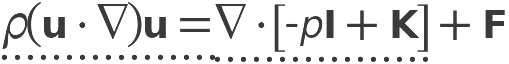 ρ(u · ∇)u = ∇ · [-pI + K] + F